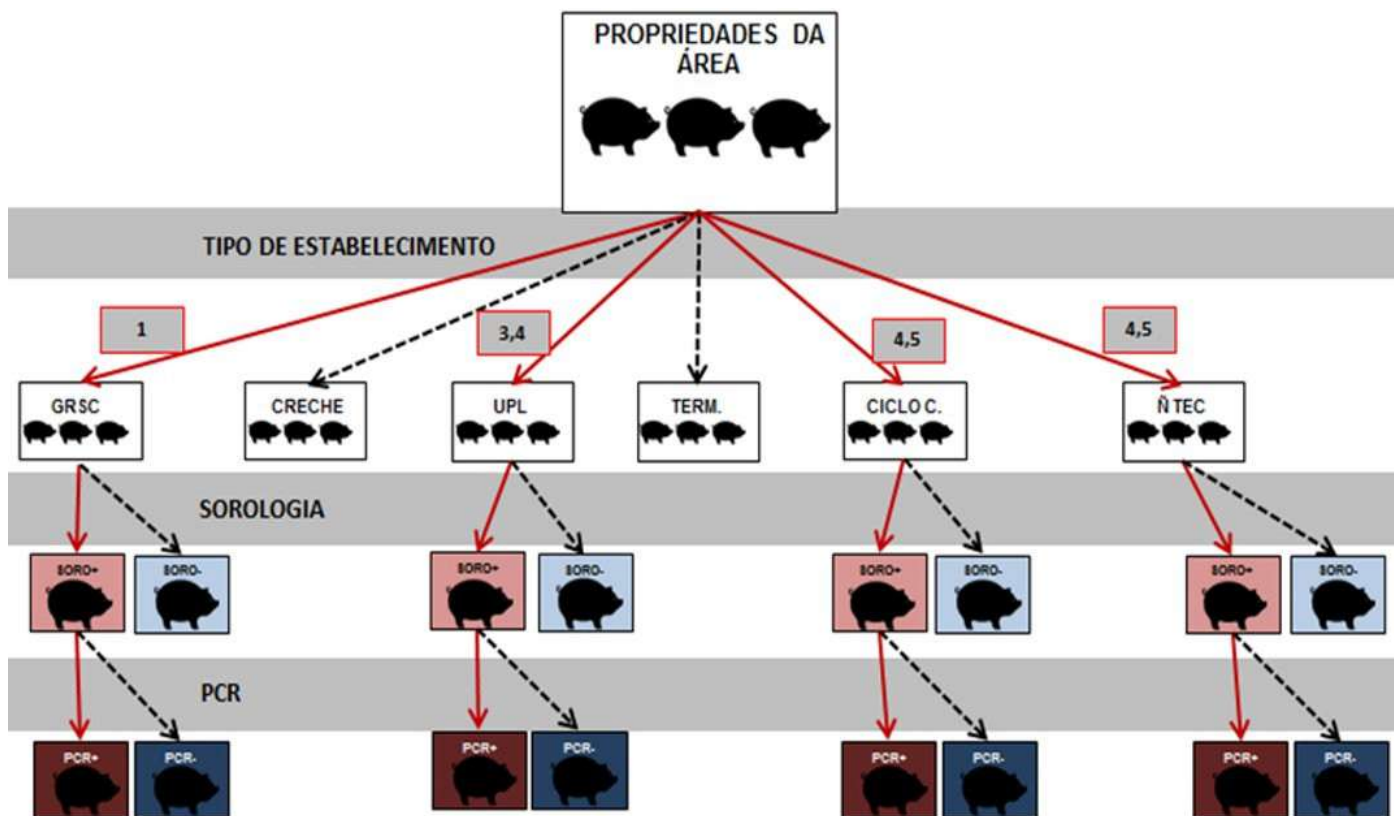 PROPRIEDADES DA
ÁREA
TIPO DE ESTABELECIMENTO
1
3,4
4,5
4,5
GRSC
CRECHE
UPL
TERM.
CICLO C.
Ñ TEC
SOROLOGIA
SORO+
SORO-
SORO+
SORO-
SORO+
SORO-
SORO+
SORO-
PCR
PCR+
PCR-
PCR+
PCR-
PCR+
PCR-
PCR+
PCR-